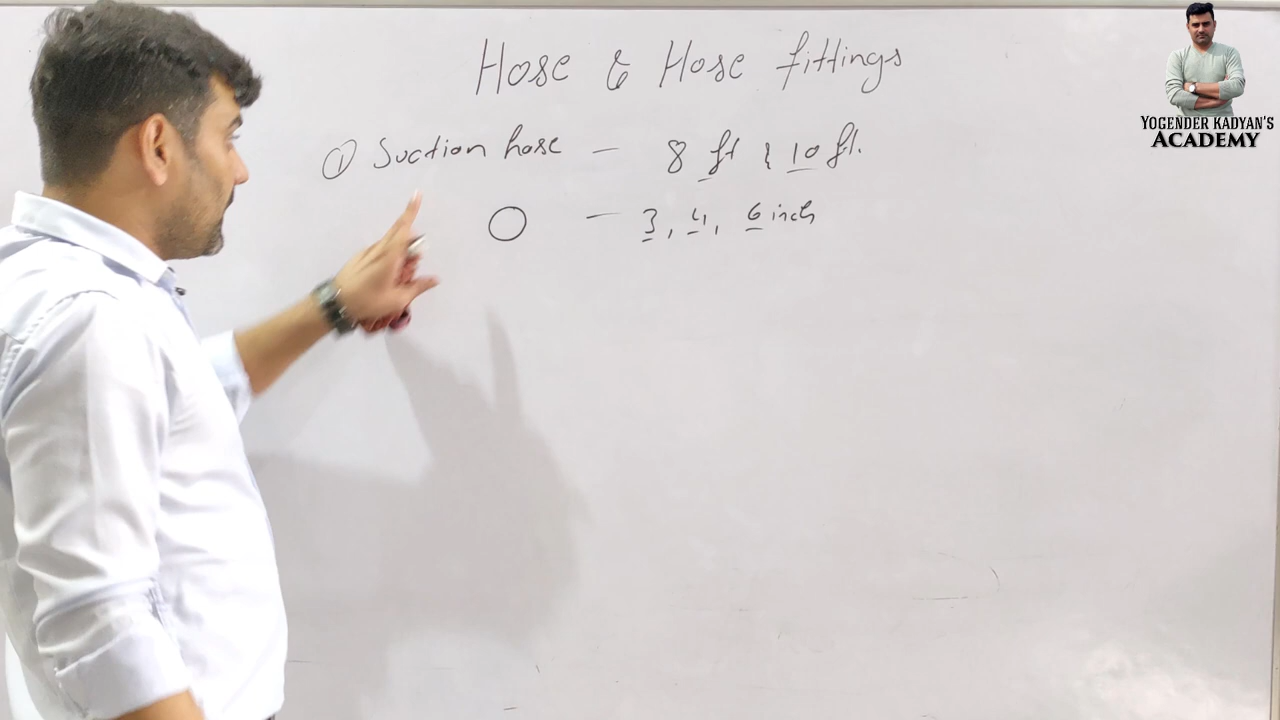 Hose & Hose fittings
① Suction hose — 8 ft & 10 ft.
— 3, 4, 6 inch
YOGENDER KADYAN'S
ACADEMY